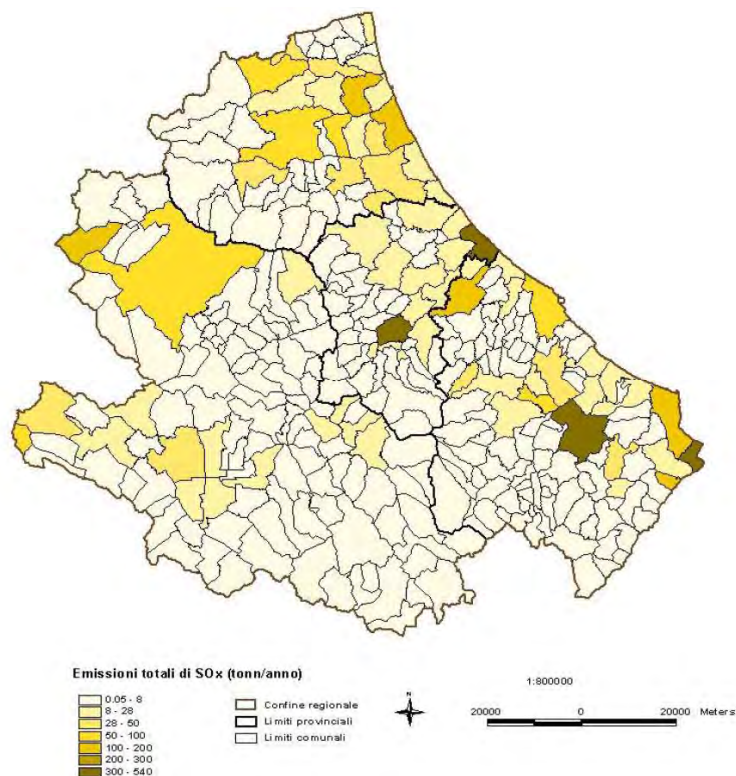 Emissioni totali di SOx (tonn/anno)
0.05 - 8
8 - 28
28 - 50
50 - 100
100 - 200
200 - 300
300 - 540
Confine regionale
Limiti provinciali
Limiti comunali
N
1:800000
20000 0 20000 Meters